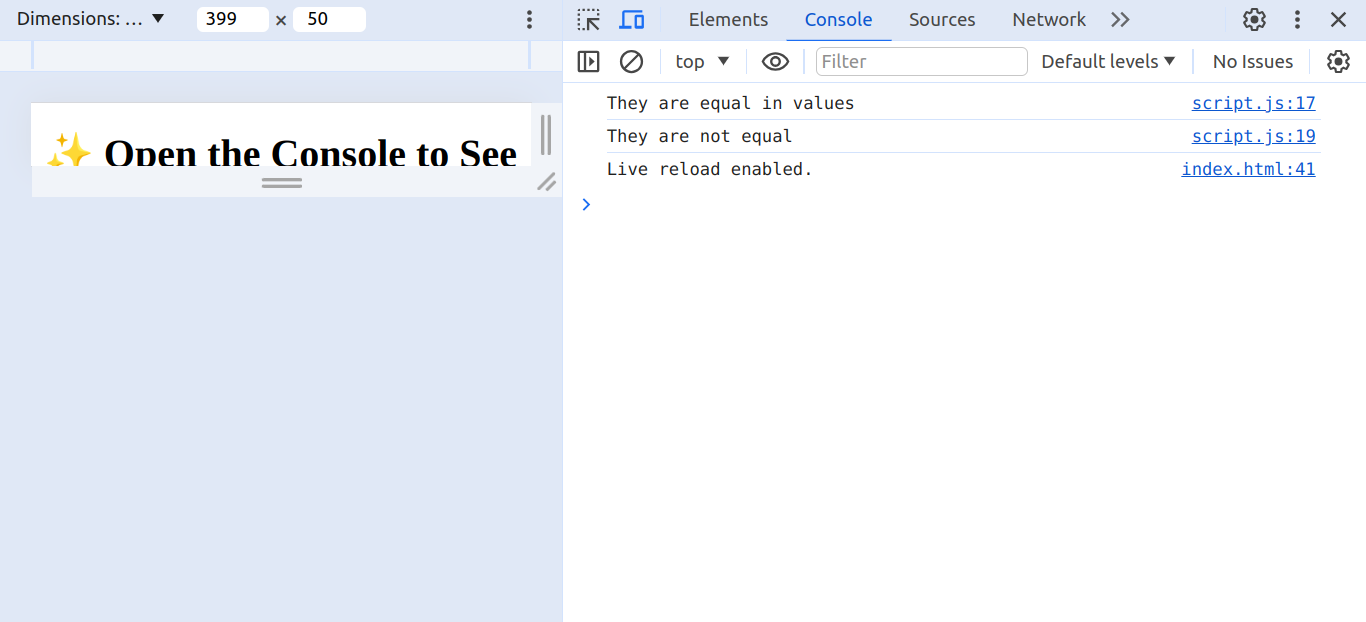 Dimensions: ... 399 × 50
✨ Open the Console to See
Elements Console Sources Network
top Filter Default levels No Issues
They are equal in values script.js:17
They are not equal script.js:19
Live reload enabled. index.html:41